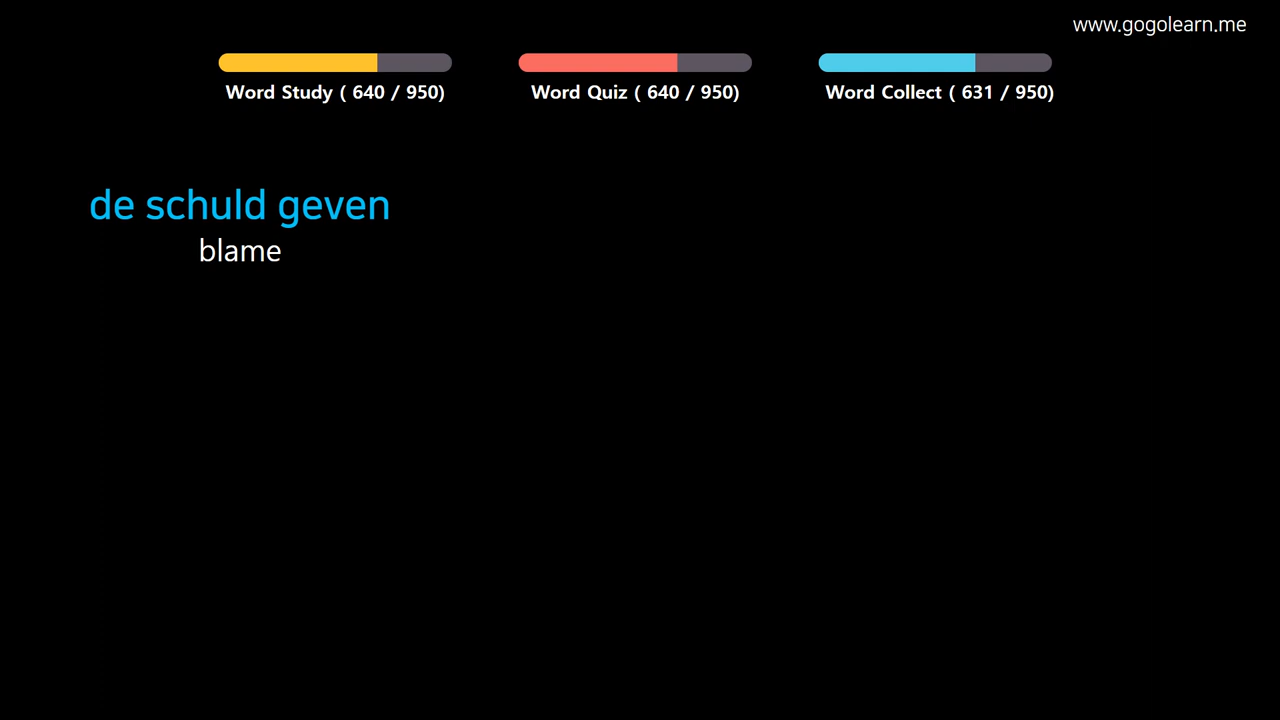 www.gogolearn.me
Word Study ( 640 / 950)
Word Quiz ( 640 / 950)
Word Collect ( 631 / 950)
de schuld geven
blame